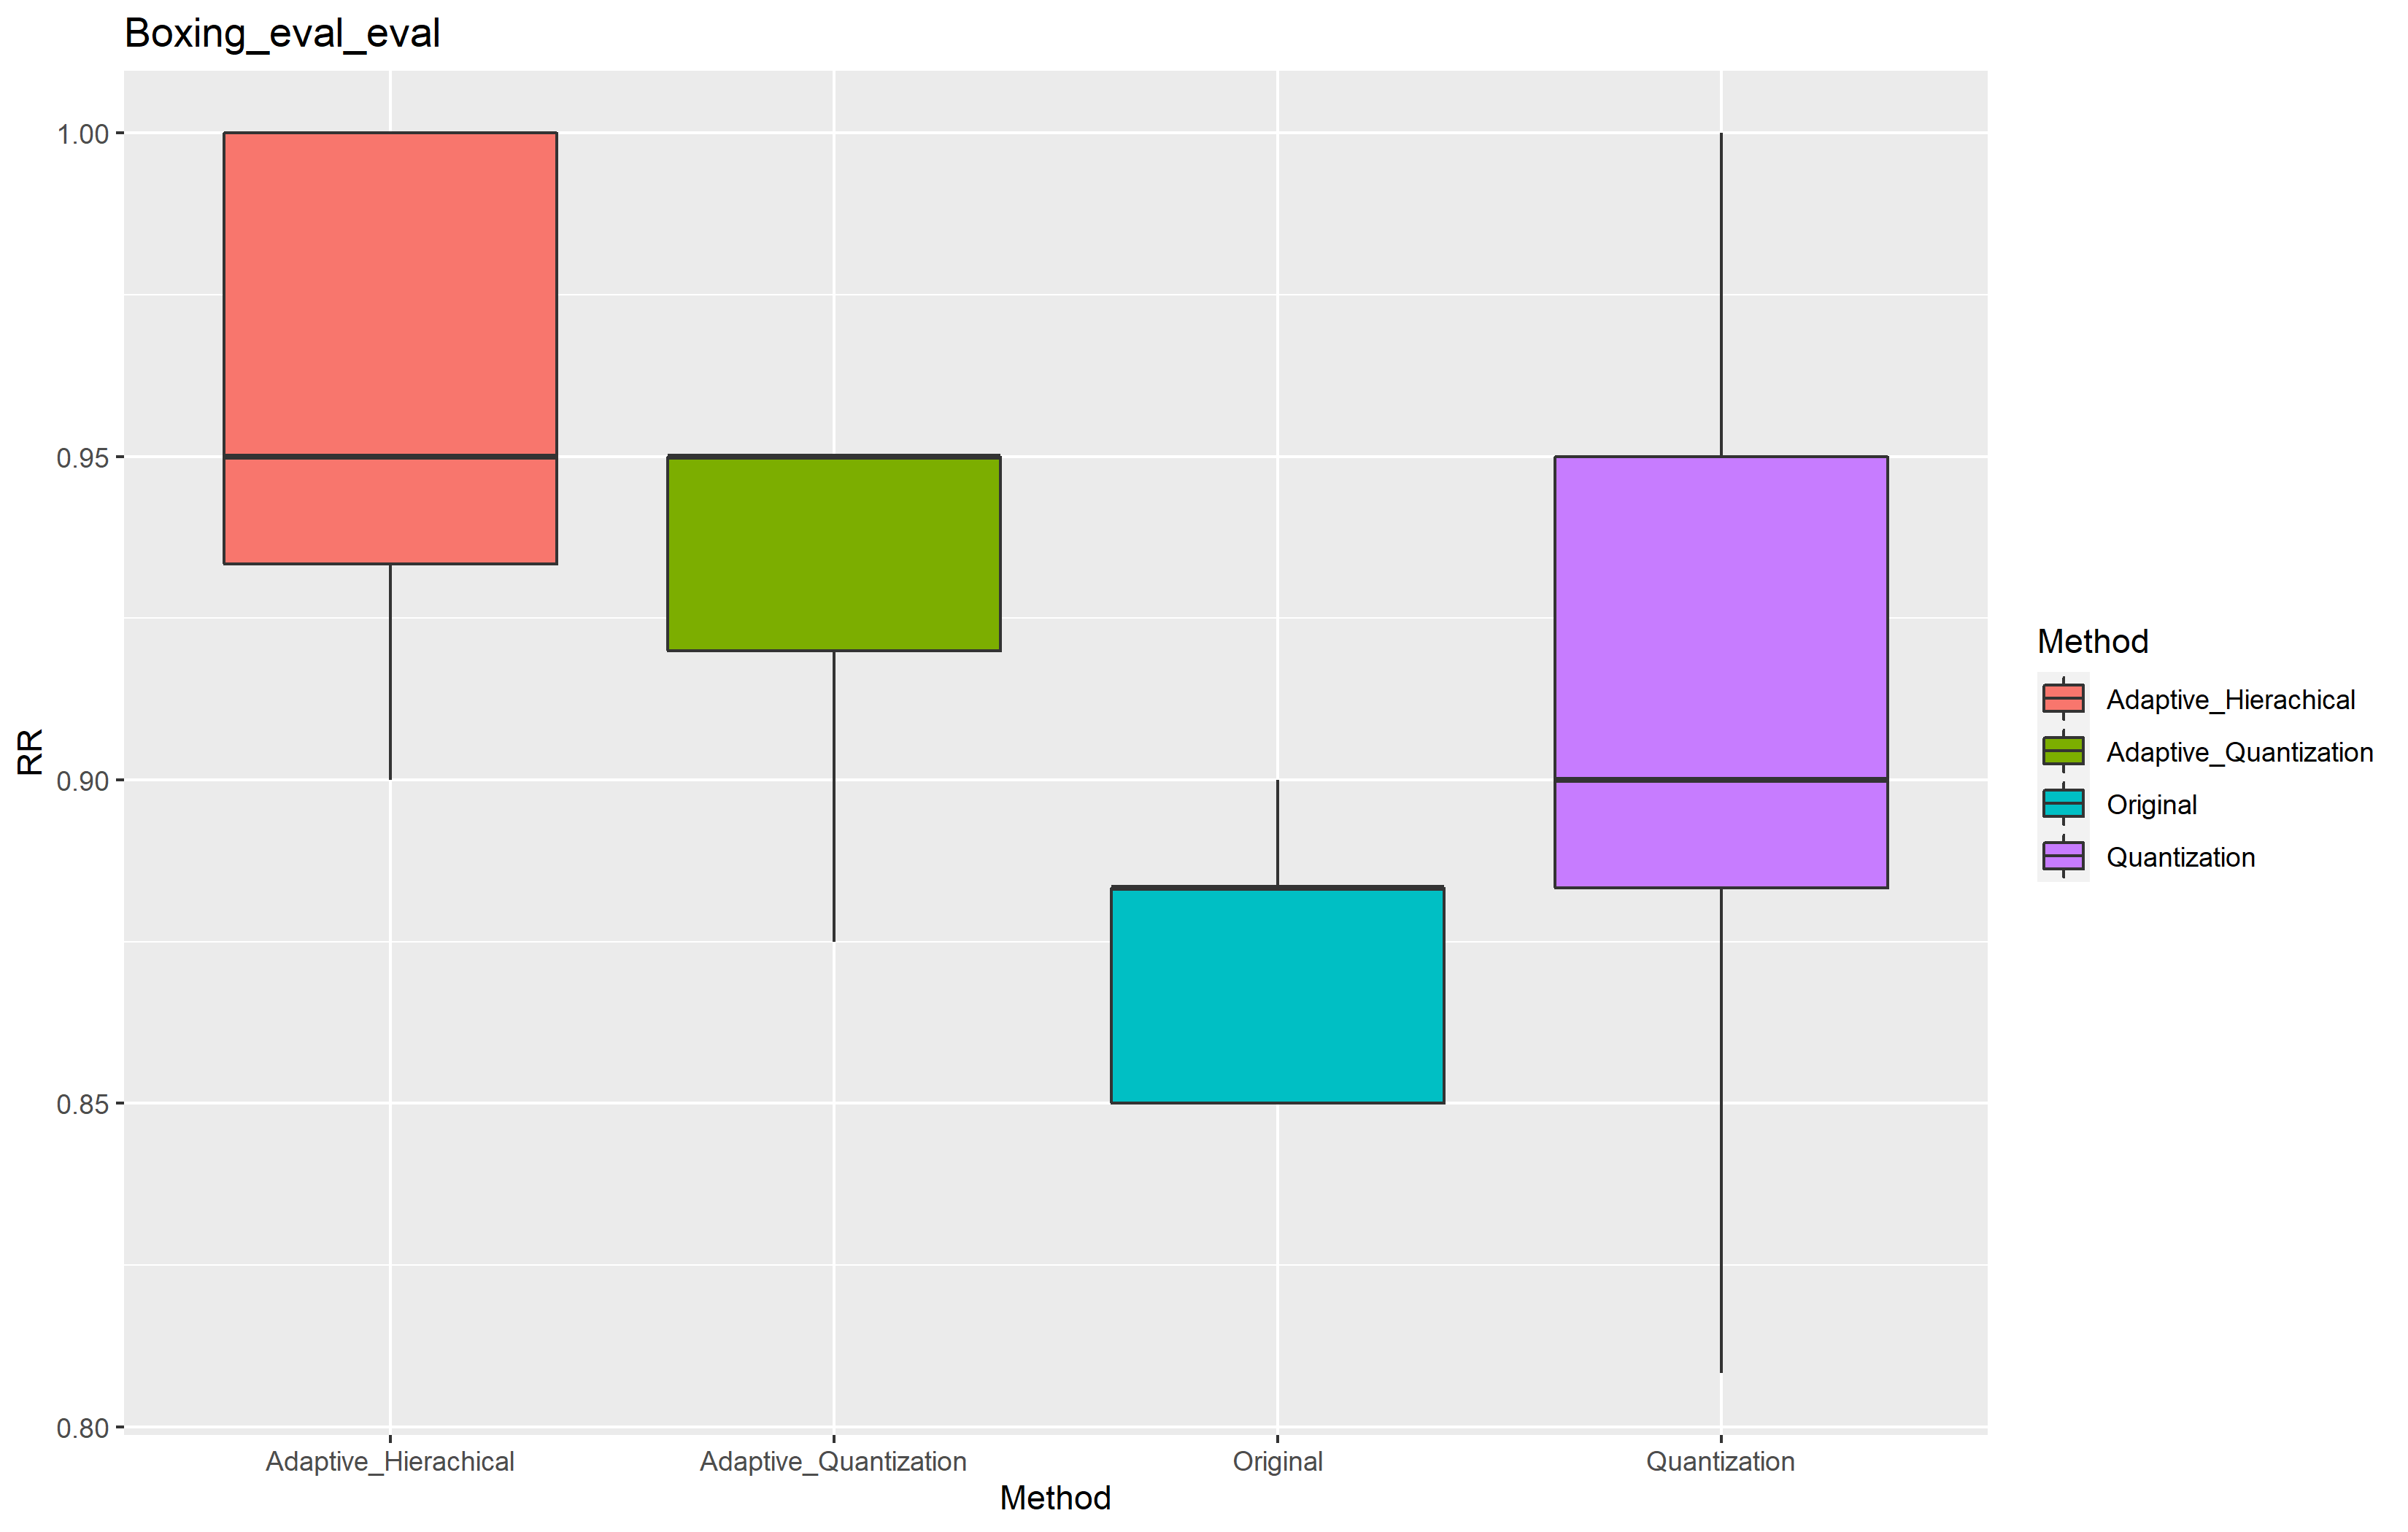 Boxing_eval_eval
1.00
0.95
0.90
0.85
0.80
RR
Adaptive_Hierachical
Adaptive_Quantization
Original
Quantization
Method
Method
Adaptive_Hierachical
Adaptive_Quantization
Original
Quantization